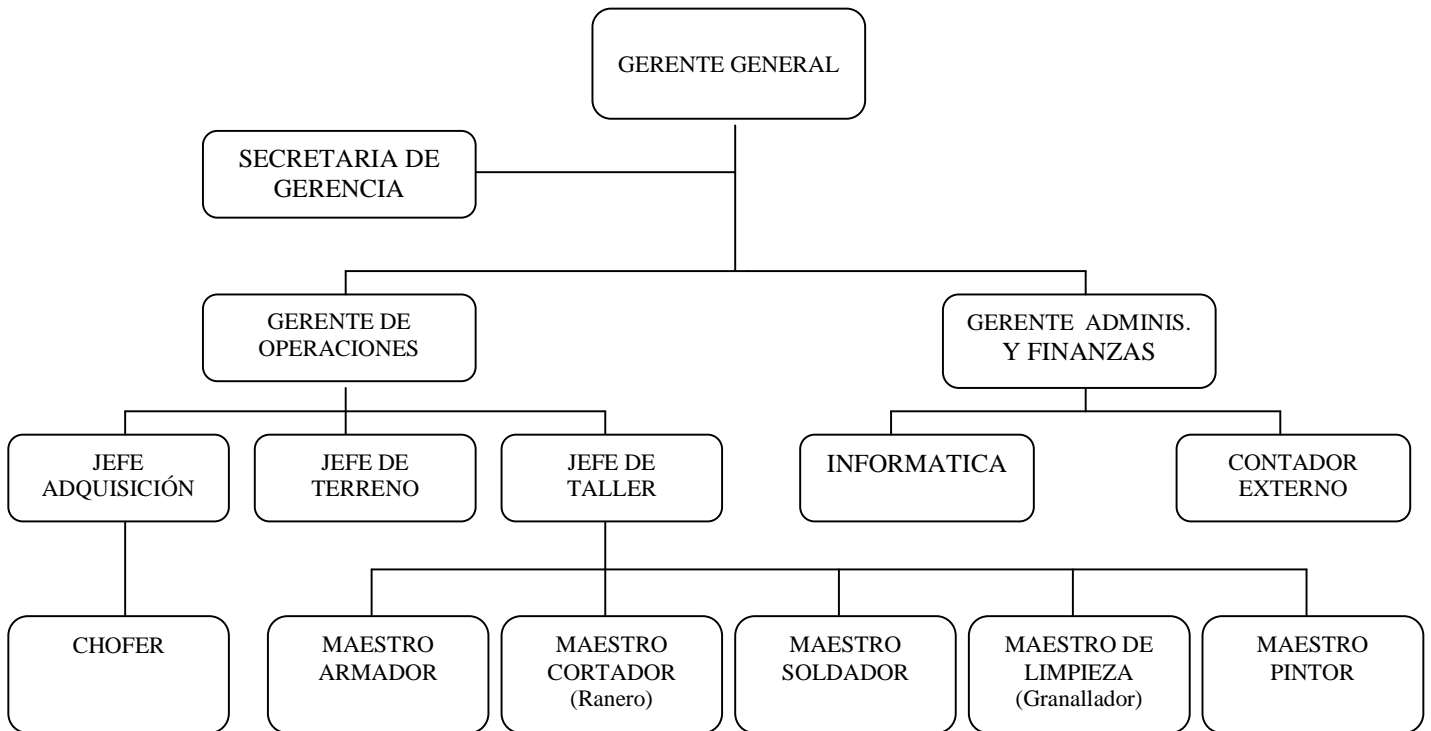 GERENTE GENERAL
SECRETARIA DE
GERENCIA
GERENTE DE
OPERACIONES
GERENTE ADMINIS.
Y FINANZAS
JEFE
ADQUISICIÓN
JEFE DE
TERRENO
JEFE DE
TALLER
INFORMATICA
CONTADOR
EXTERNO
CHOFER
MAESTRO
ARMADOR
MAESTRO
CORTADOR
(Ranero)
MAESTRO
SOLDADOR
MAESTRO DE
LIMPIEZA
(Granallador)
MAESTRO
PINTOR